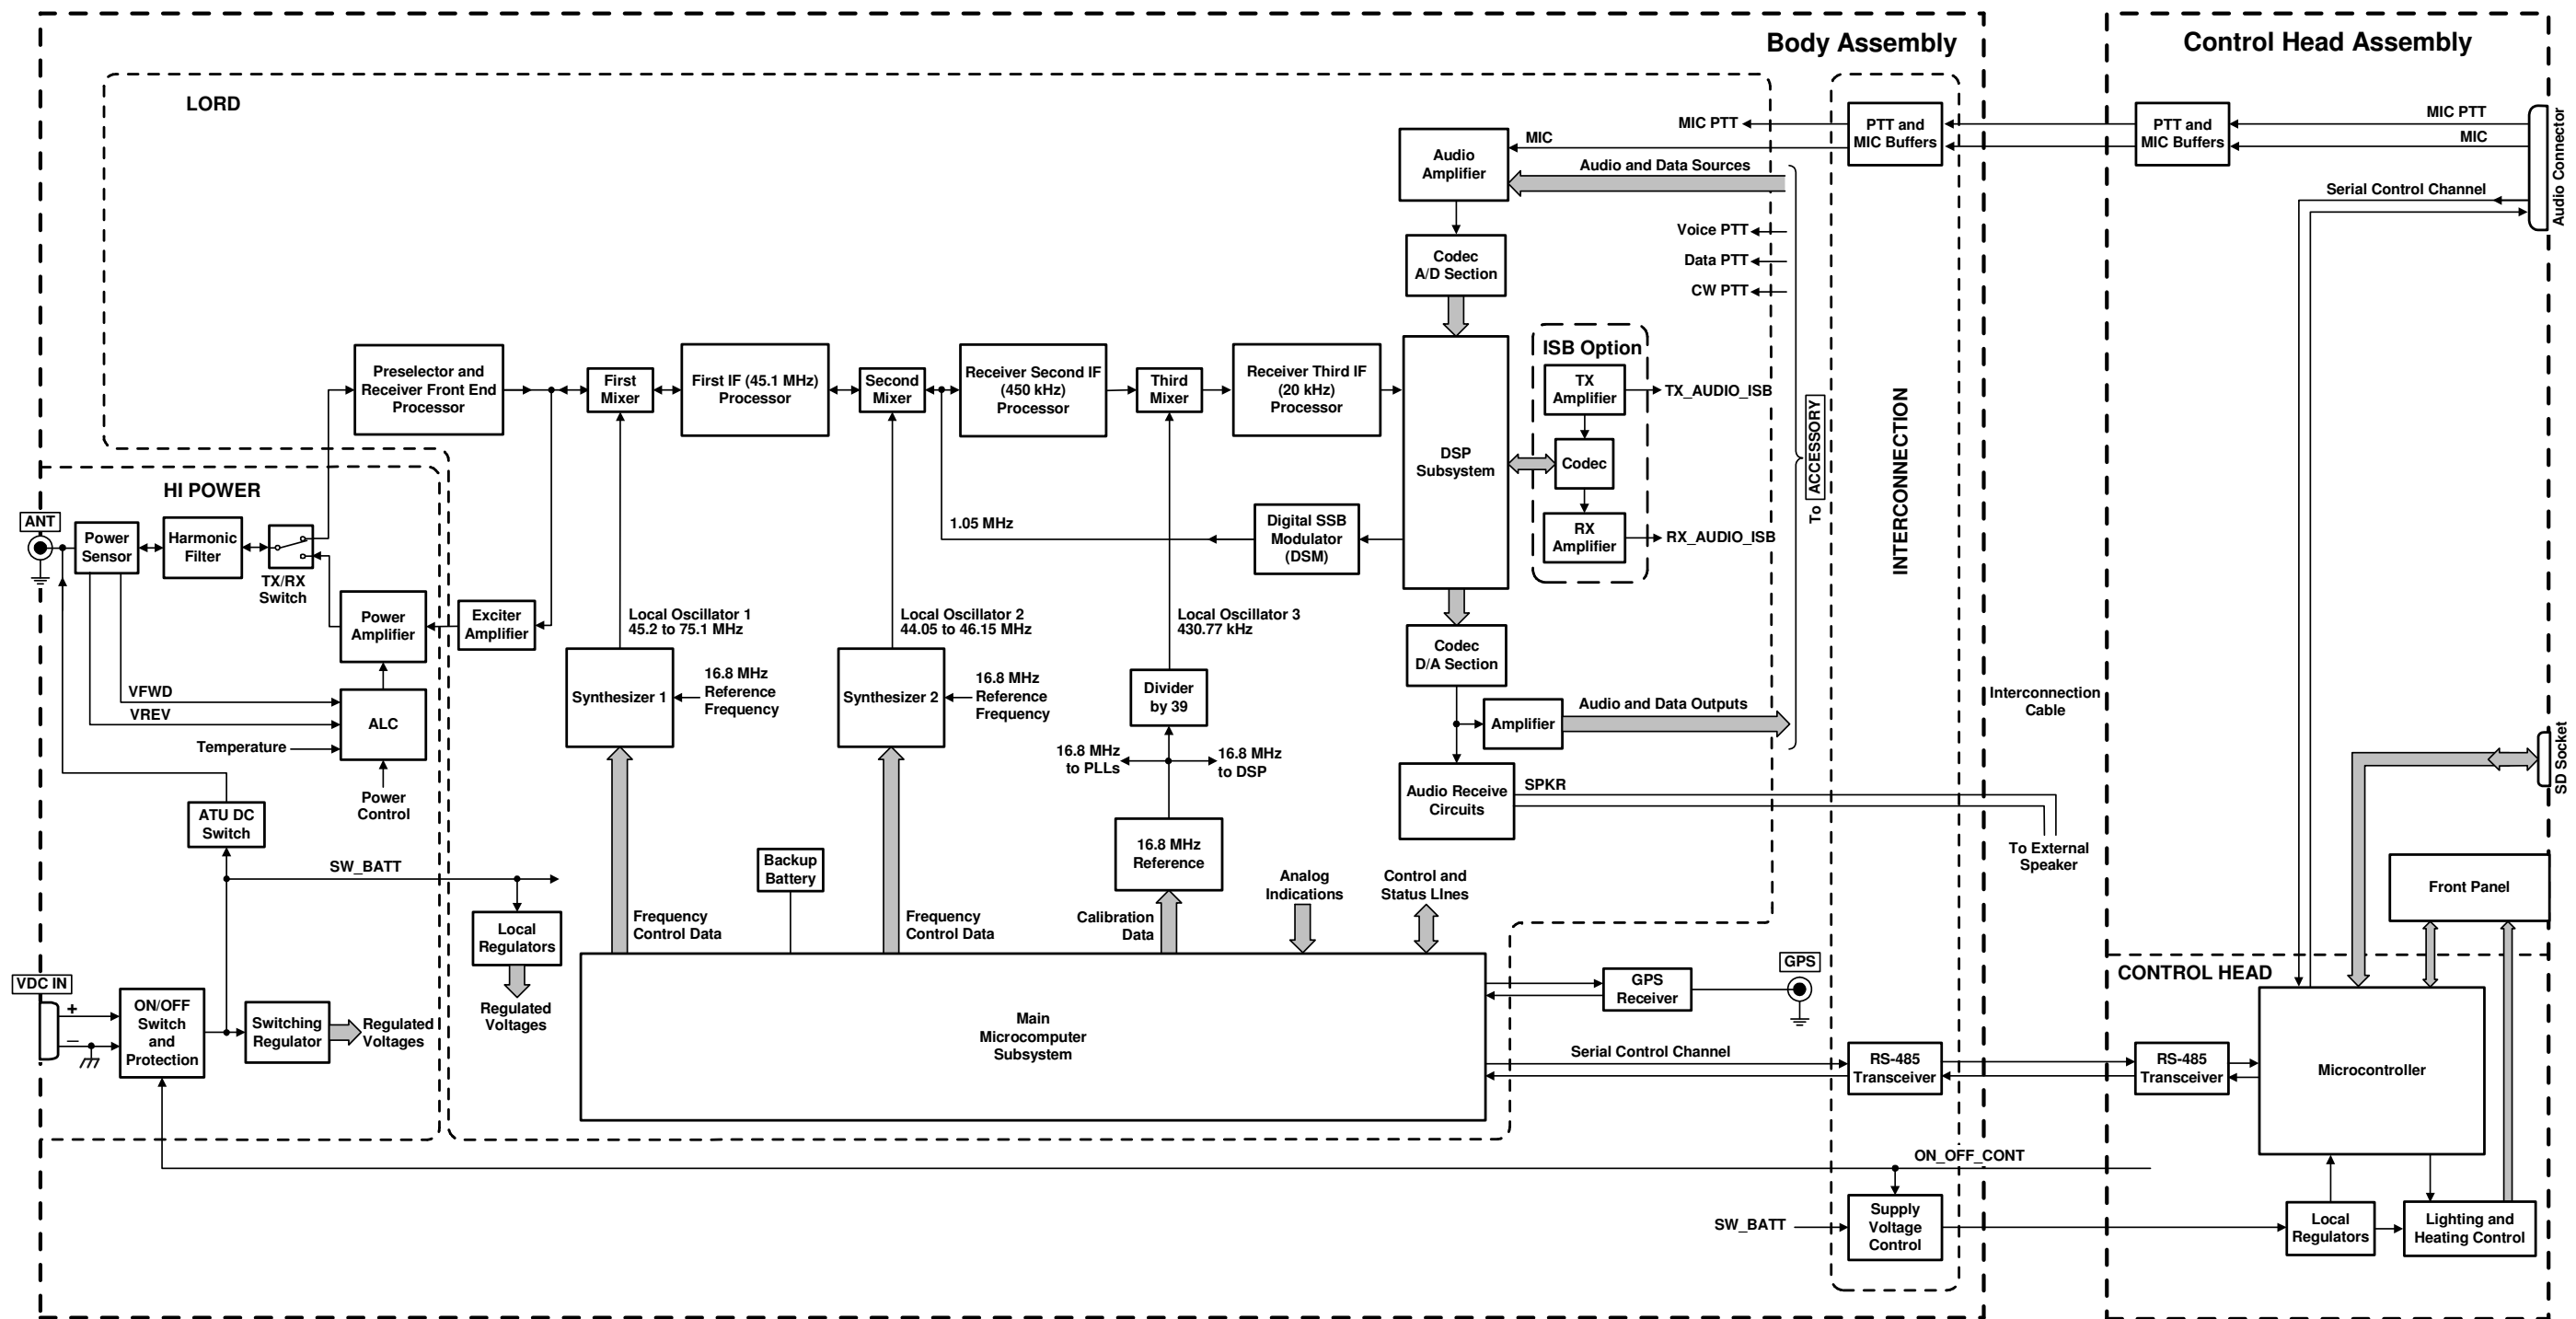 Body Assembly
Control Head Assembly
LORD
MIC PTT
PTT and
MIC Buffers
PTT and
MIC Buffers
MIC PTT
MIC
Audio Connector
Audio
Amplifier
MIC
Audio and Data Sources
Serial Control Channel
Voice PTT
Data PTT
CW PTT
Codec
A/D Section
Preselector and
Receiver Front End
Processor
First
Mixer
First IF (45.1 MHz)
Processor
Second
Mixer
Receiver Second IF
(450 kHz)
Processor
Third
Mixer
Receiver Third IF
(20 kHz)
Processor
DSP
Subsystem
ISB Option
TX
Amplifier
TX_AUDIO_ISB
Codec
RX
Amplifier
RX_AUDIO_ISB
To ACCESSORY
INTERCONNECTION
HI POWER
ANT
Power
Sensor
Harmonic
Filter
TX/RX
Switch
1.05 MHz
Digital SSB
Modulator
(DSM)
Power
Amplifier
Exciter
Amplifier
Local Oscillator 1
45.2 to 75.1 MHz
Local Oscillator 2
44.05 to 46.15 MHz
Local Oscillator 3
430.77 kHz
Codec
D/A Section
VFWD
VREV
Temperature
ALC
Power
Control
Synthesizer 1
16.8 MHz
Reference
Frequency
Synthesizer 2
16.8 MHz
Reference
Frequency
Divider
by 39
16.8 MHz
to PLLs
16.8 MHz
to DSP
Amplifier
Audio and Data Outputs
Interconnection
Cable
SD Socket
ATU DC
Switch
Audio Receive
Circuits
SPKR
To External
Speaker
16.8 MHz
Reference
Backup
Battery
SW_BATT
Local
Regulators
Regulated
Voltages
Frequency
Control Data
Frequency
Control Data
Calibration
Data
Analog
Indications
Control and
Status LInes
Front Panel
CONTROL HEAD
VDC IN
+
–
ON/OFF
Switch
and
Protection
Switching
Regulator
Regulated
Voltages
Main
Microcomputer
Subsystem
GPS
Receiver
GPS
Serial Control Channel
RS-485
Transceiver
RS-485
Transceiver
Microcontroller
ON_OFF_CONT
SW_BATT
Supply
Voltage
Control
Local
Regulators
Lighting and
Heating Control